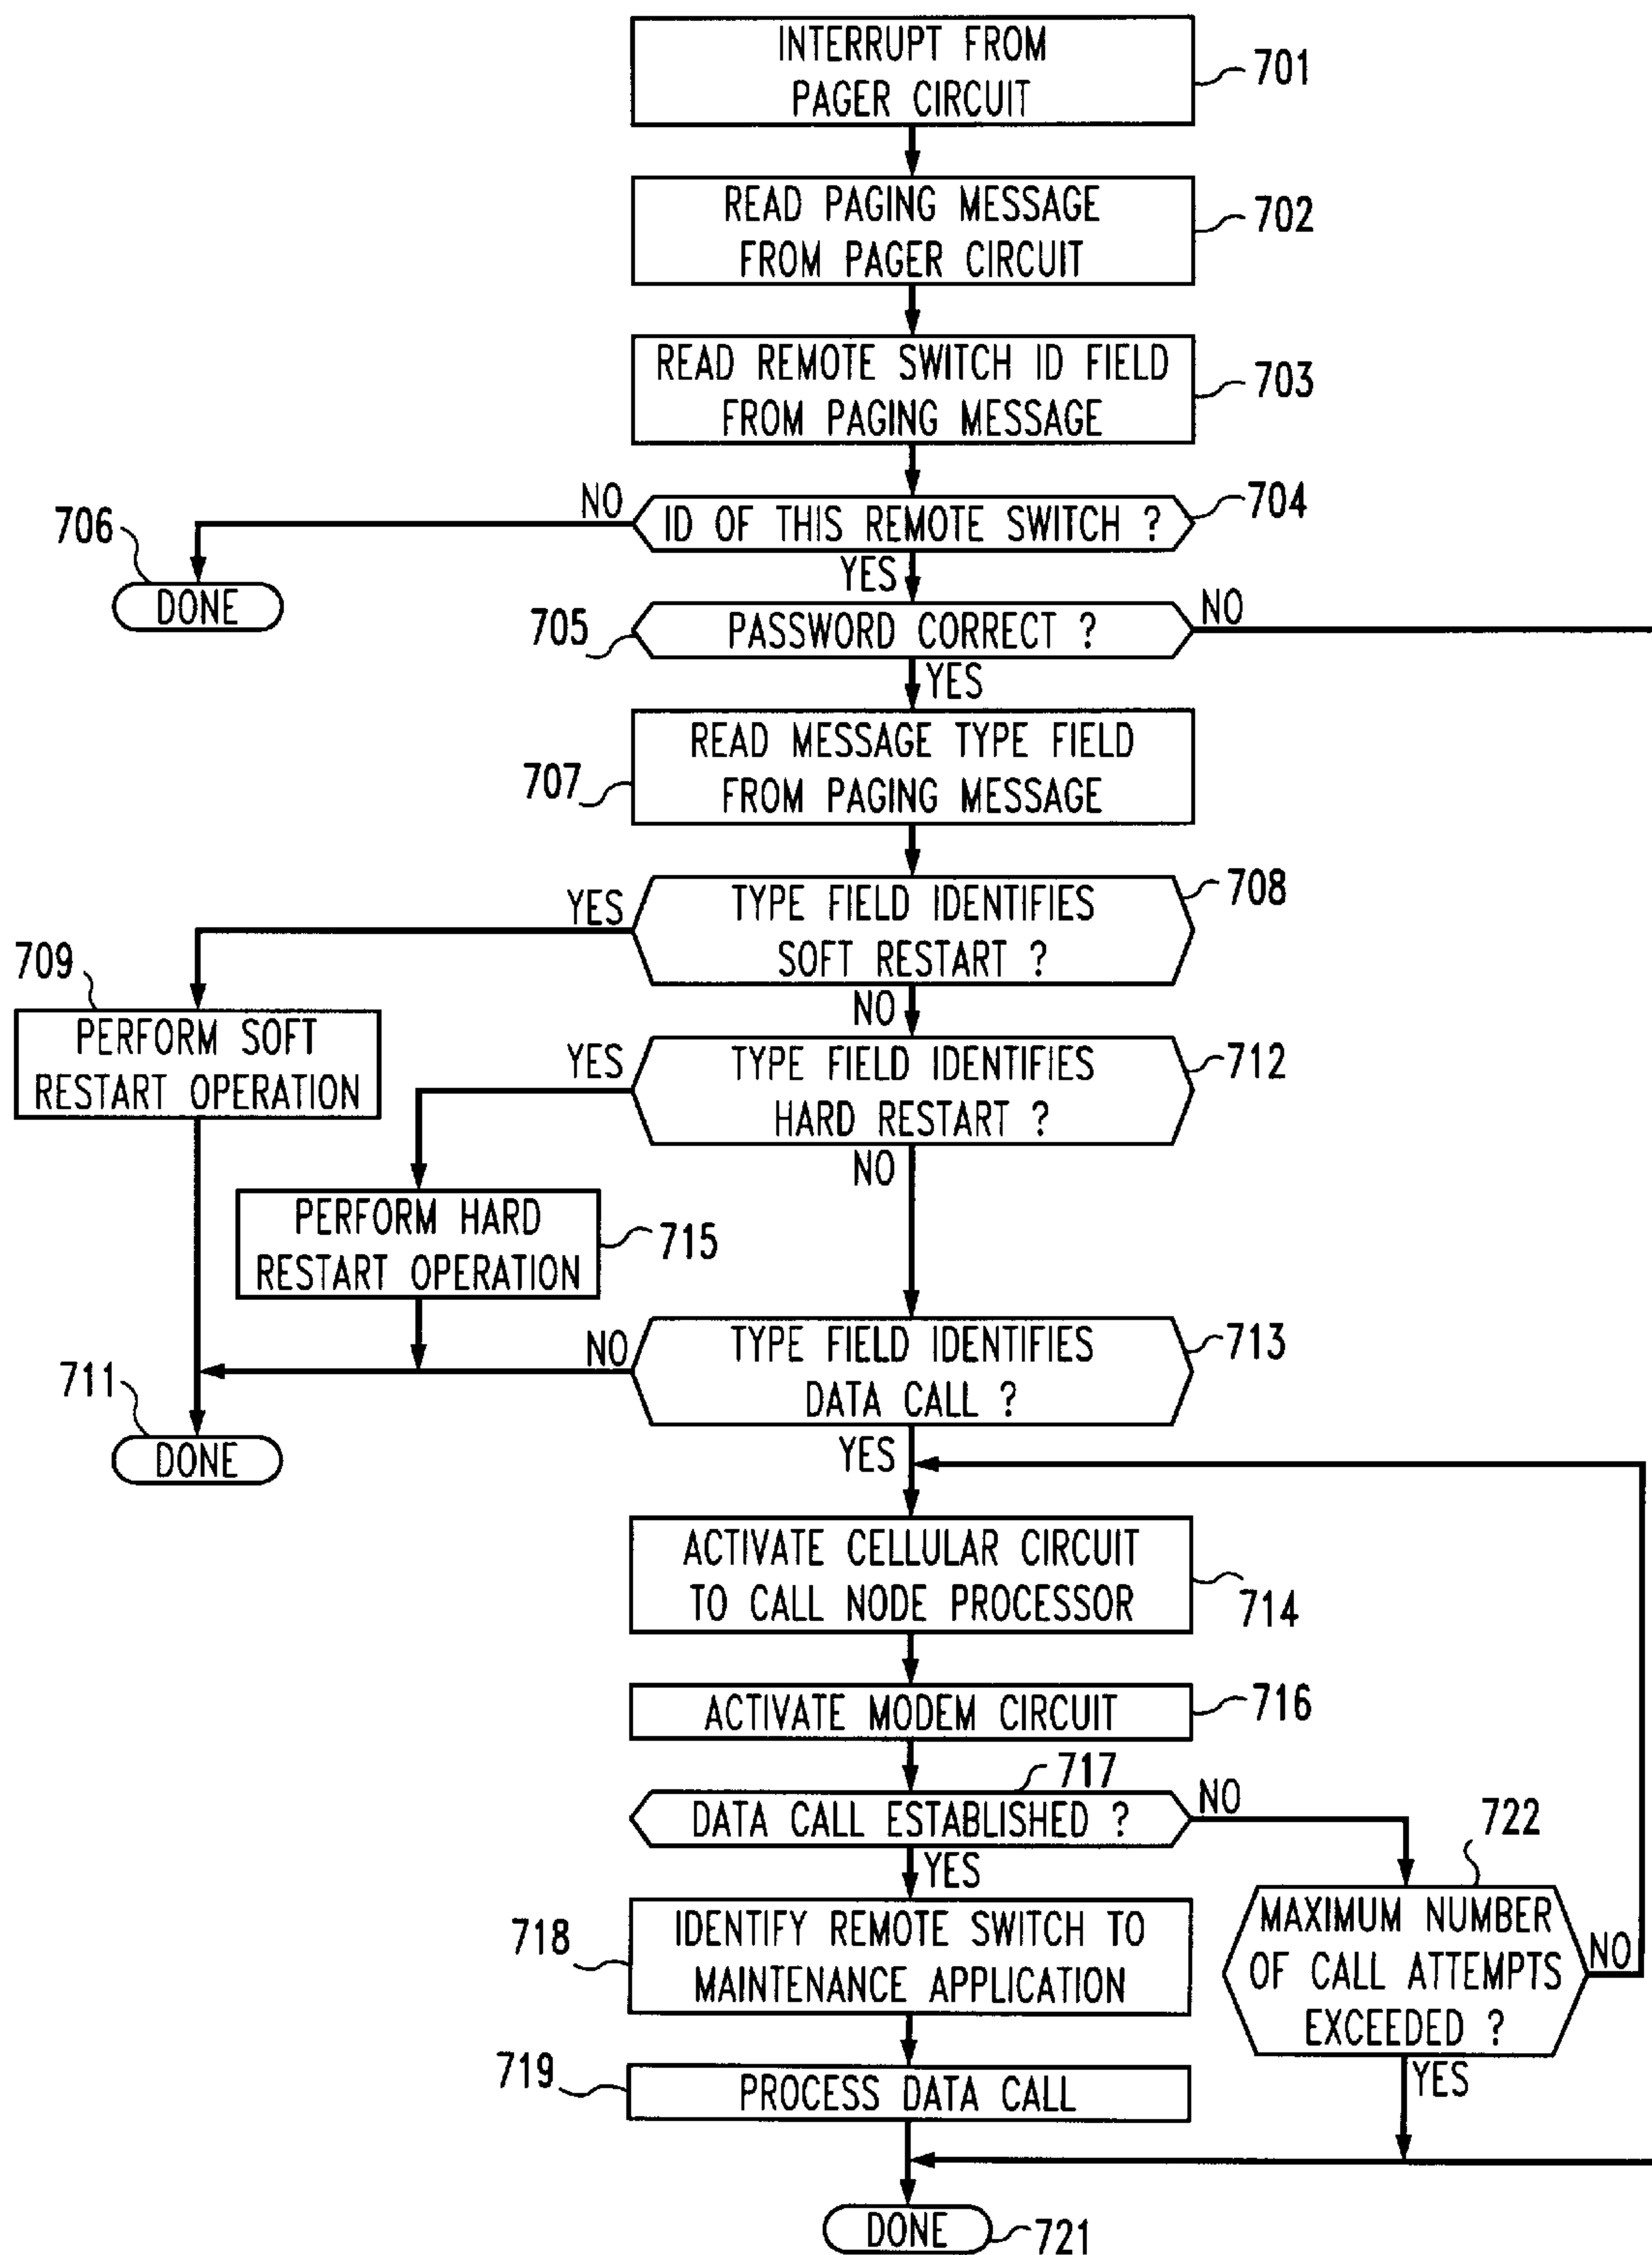 INTERRUPT FROM
PAGER CIRCUIT
701
READ PAGING MESSAGE
FROM PAGER CIRCUIT
702
READ REMOTE SWITCH ID FIELD
FROM PAGING MESSAGE
703
ID OF THIS REMOTE SWITCH ?
704
NO
706
DONE
YES
705
PASSWORD CORRECT ?
NO
YES
READ MESSAGE TYPE FIELD
FROM PAGING MESSAGE
707
TYPE FIELD IDENTIFIES
SOFT RESTART ?
708
YES
709
PERFORM SOFT
RESTART OPERATION
NO
TYPE FIELD IDENTIFIES
HARD RESTART ?
712
YES
PERFORM HARD
RESTART OPERATION
715
NO
TYPE FIELD IDENTIFIES
DATA CALL ?
713
NO
711
DONE
YES
ACTIVATE CELLULAR CIRCUIT
TO CALL NODE PROCESSOR
714
ACTIVATE MODEM CIRCUIT
716
717
DATA CALL ESTABLISHED ?
NO
722
YES
MAXIMUM NUMBER
OF CALL ATTEMPTS
EXCEEDED ?
NO
YES
718
IDENTIFY REMOTE SWITCH TO
MAINTENANCE APPLICATION
719
PROCESS DATA CALL
DONE
721